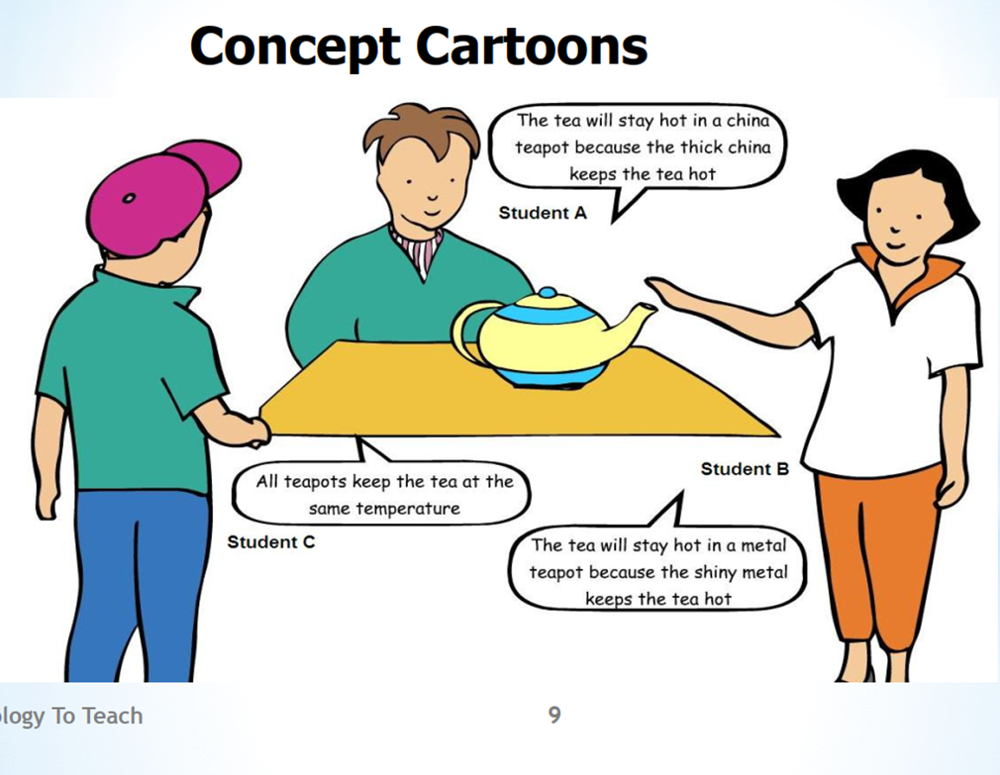 Concept Cartoons
The tea will stay hot in a china
teapot because the thick china
keeps the tea hot
Student A
Student B
All teapots keep the tea at the
same temperature
Student C
The tea will stay hot in a metal
teapot because the shiny metal
keeps the tea hot
ology To Teach
9